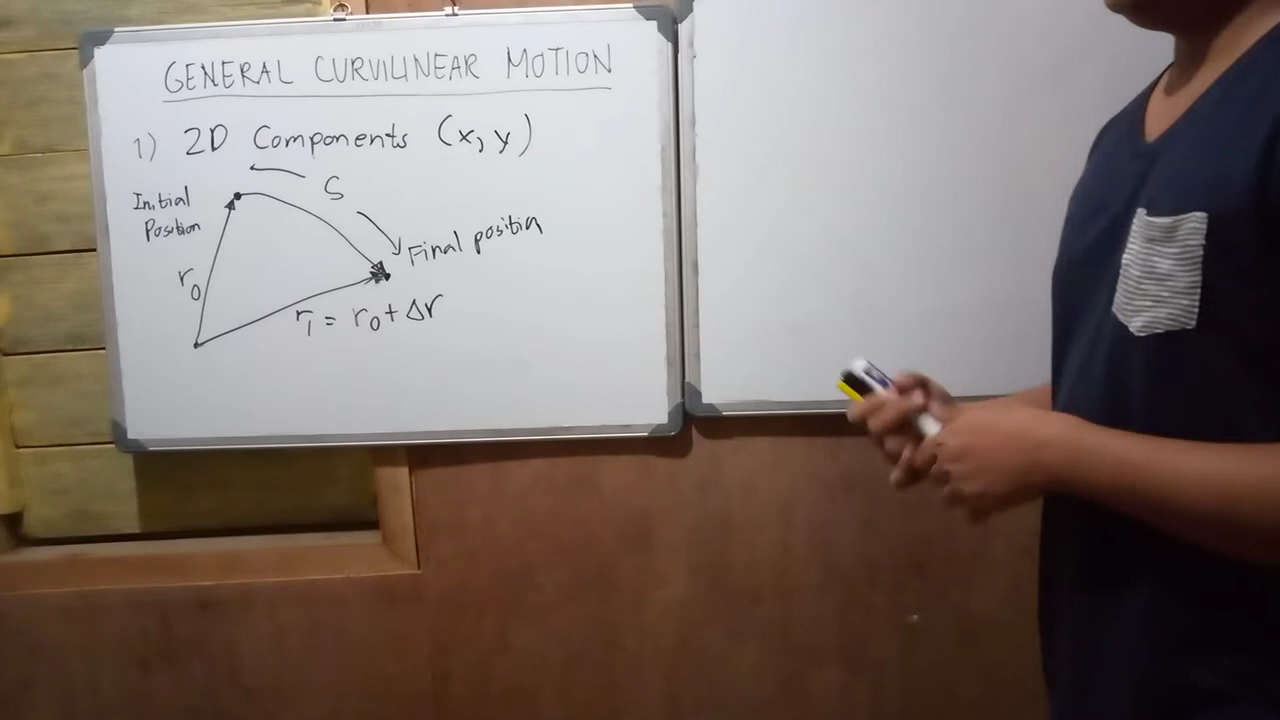 GENERAL CURVILINEAR MOTION
1) 2D Components (x, y)
S
Initial
Position
Final position
r₀
r₁ = r₀ + Δr